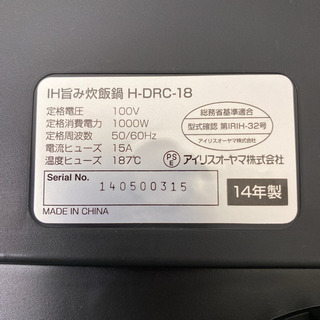 IH旨み炊飯鍋 H-DRC-18
定格電圧 100V
定格消費電力 1000W
定格周波数 50/60Hz
電流ヒューズ 15A
温度ヒューズ 187℃
総務省基準適合
型式確認 第IRIH-32号
アイリスオーヤマ株式会社
PSE アイリスオーヤマ株式会社
Serial No.
140500315
14年製
MADE IN CHINA